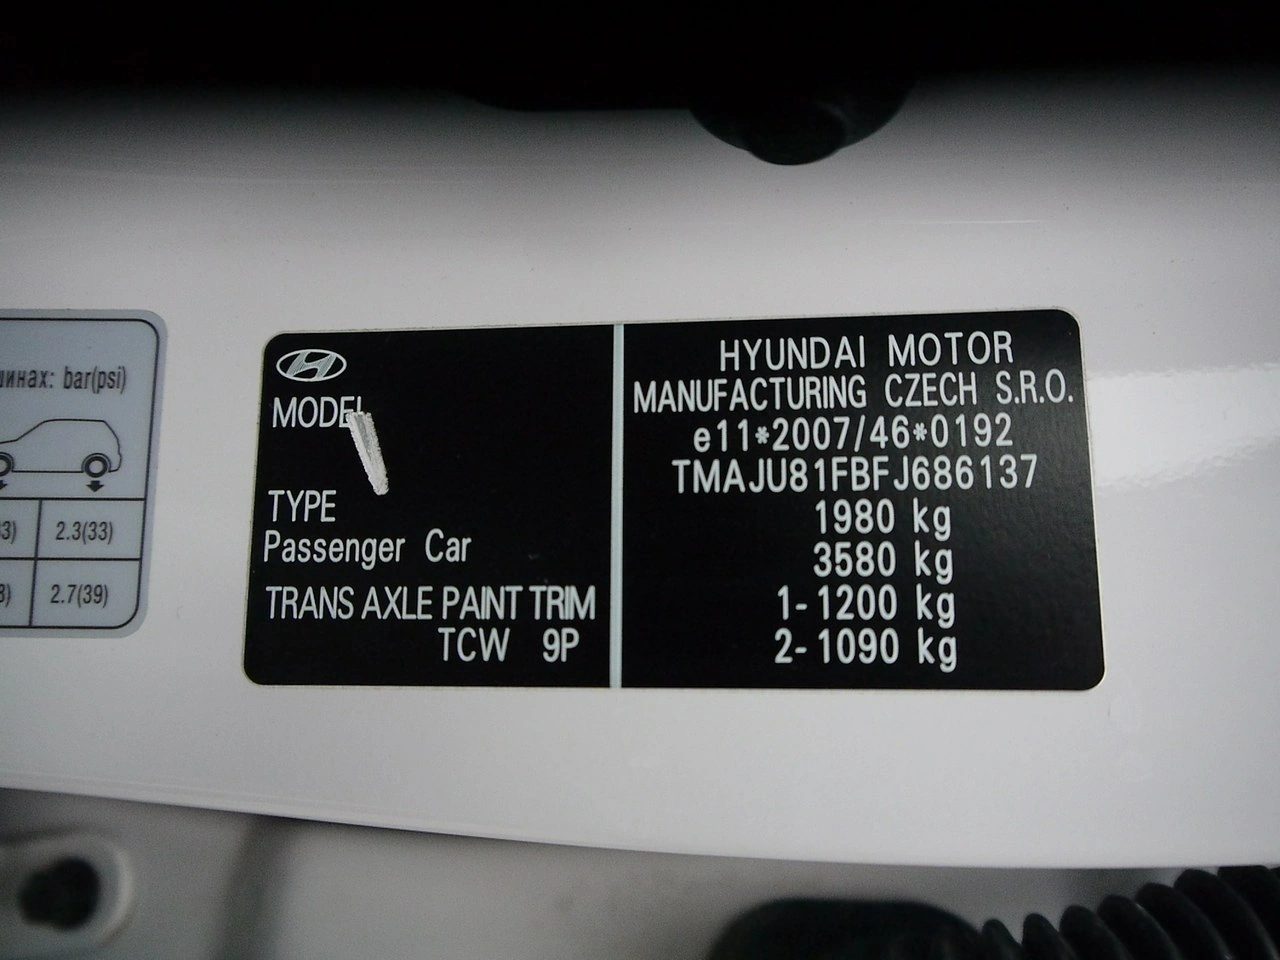 шинах: bar(psi)
2.3(33)
2.7(39)
MODEL
TYPE
Passenger Car
TRANS AXLE PAINT TRIM
TCW 9P
HYUNDAI MOTOR
MANUFACTURING CZECH S.R.O.
e11*2007/46*0192
TMAJU81FBFJ686137
1980 kg
3580 kg
1-1200 kg
2-1090 kg